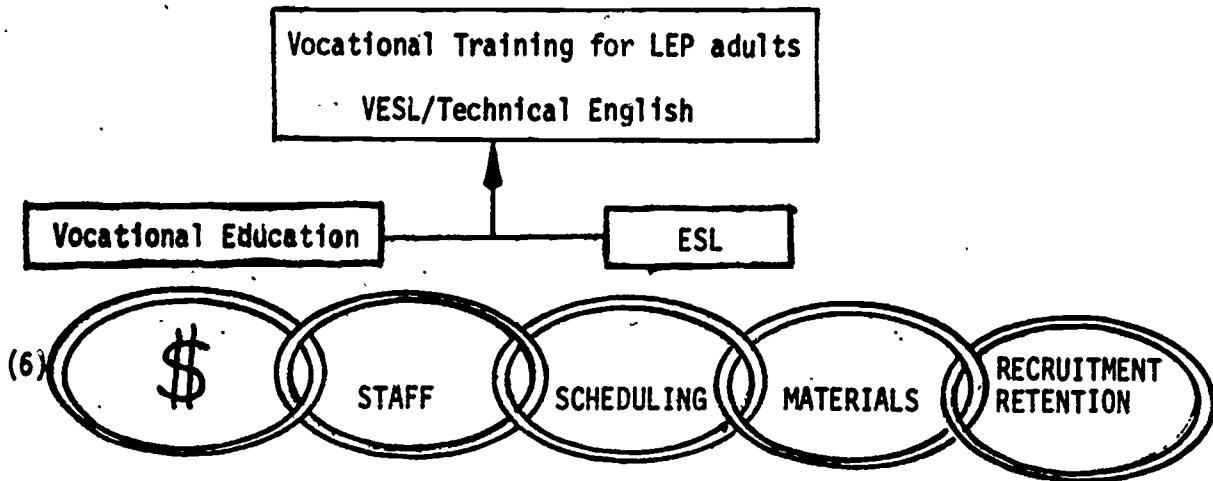 Vocational Training for LEP adults
VESL/Technical English
Vocational Education
ESL
(6)
$
STAFF
SCHEDULING
MATERIALS
RECRUITMENT
RETENTION